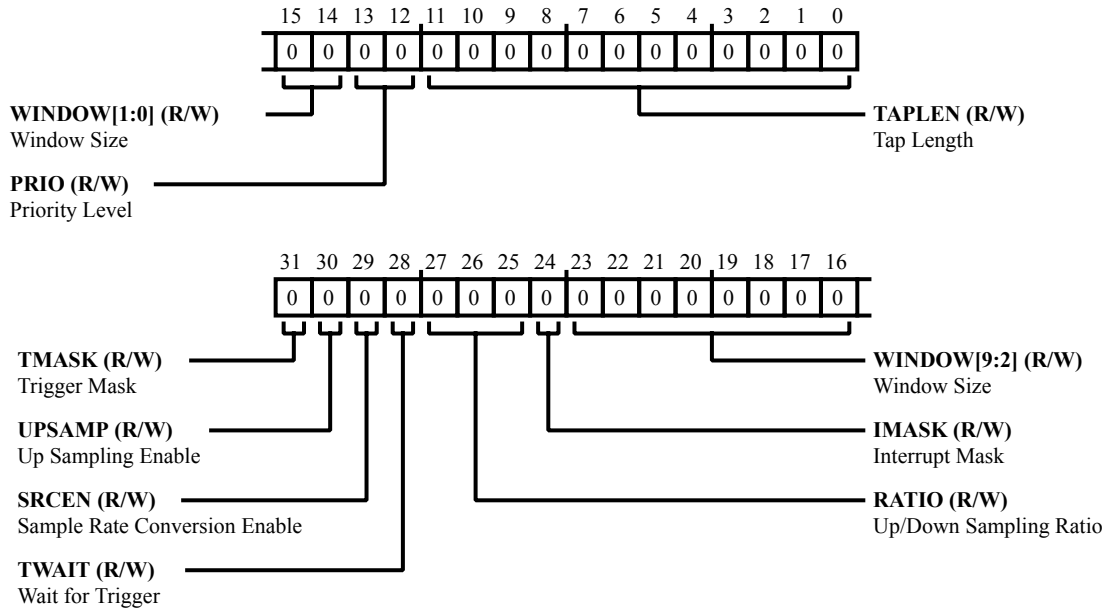 15 14 13 12 11 10 9 8 7 6 5 4 3 2 1 0
0 0 0 0 0 0 0 0 0 0 0 0 0 0 0 0
WINDOW[1:0] (R/W)
Window Size
TAPLEN (R/W)
Tap Length
PRIO (R/W)
Priority Level
31 30 29 28 27 26 25 24 23 22 21 20 19 18 17 16
0 0 0 0 0 0 0 0 0 0 0 0 0 0 0 0
TMASK (R/W)
Trigger Mask
WINDOW[9:2] (R/W)
Window Size
UPSAMP (R/W)
Up Sampling Enable
IMASK (R/W)
Interrupt Mask
SRCEN (R/W)
Sample Rate Conversion Enable
RATIO (R/W)
Up/Down Sampling Ratio
TWAIT (R/W)
Wait for Trigger